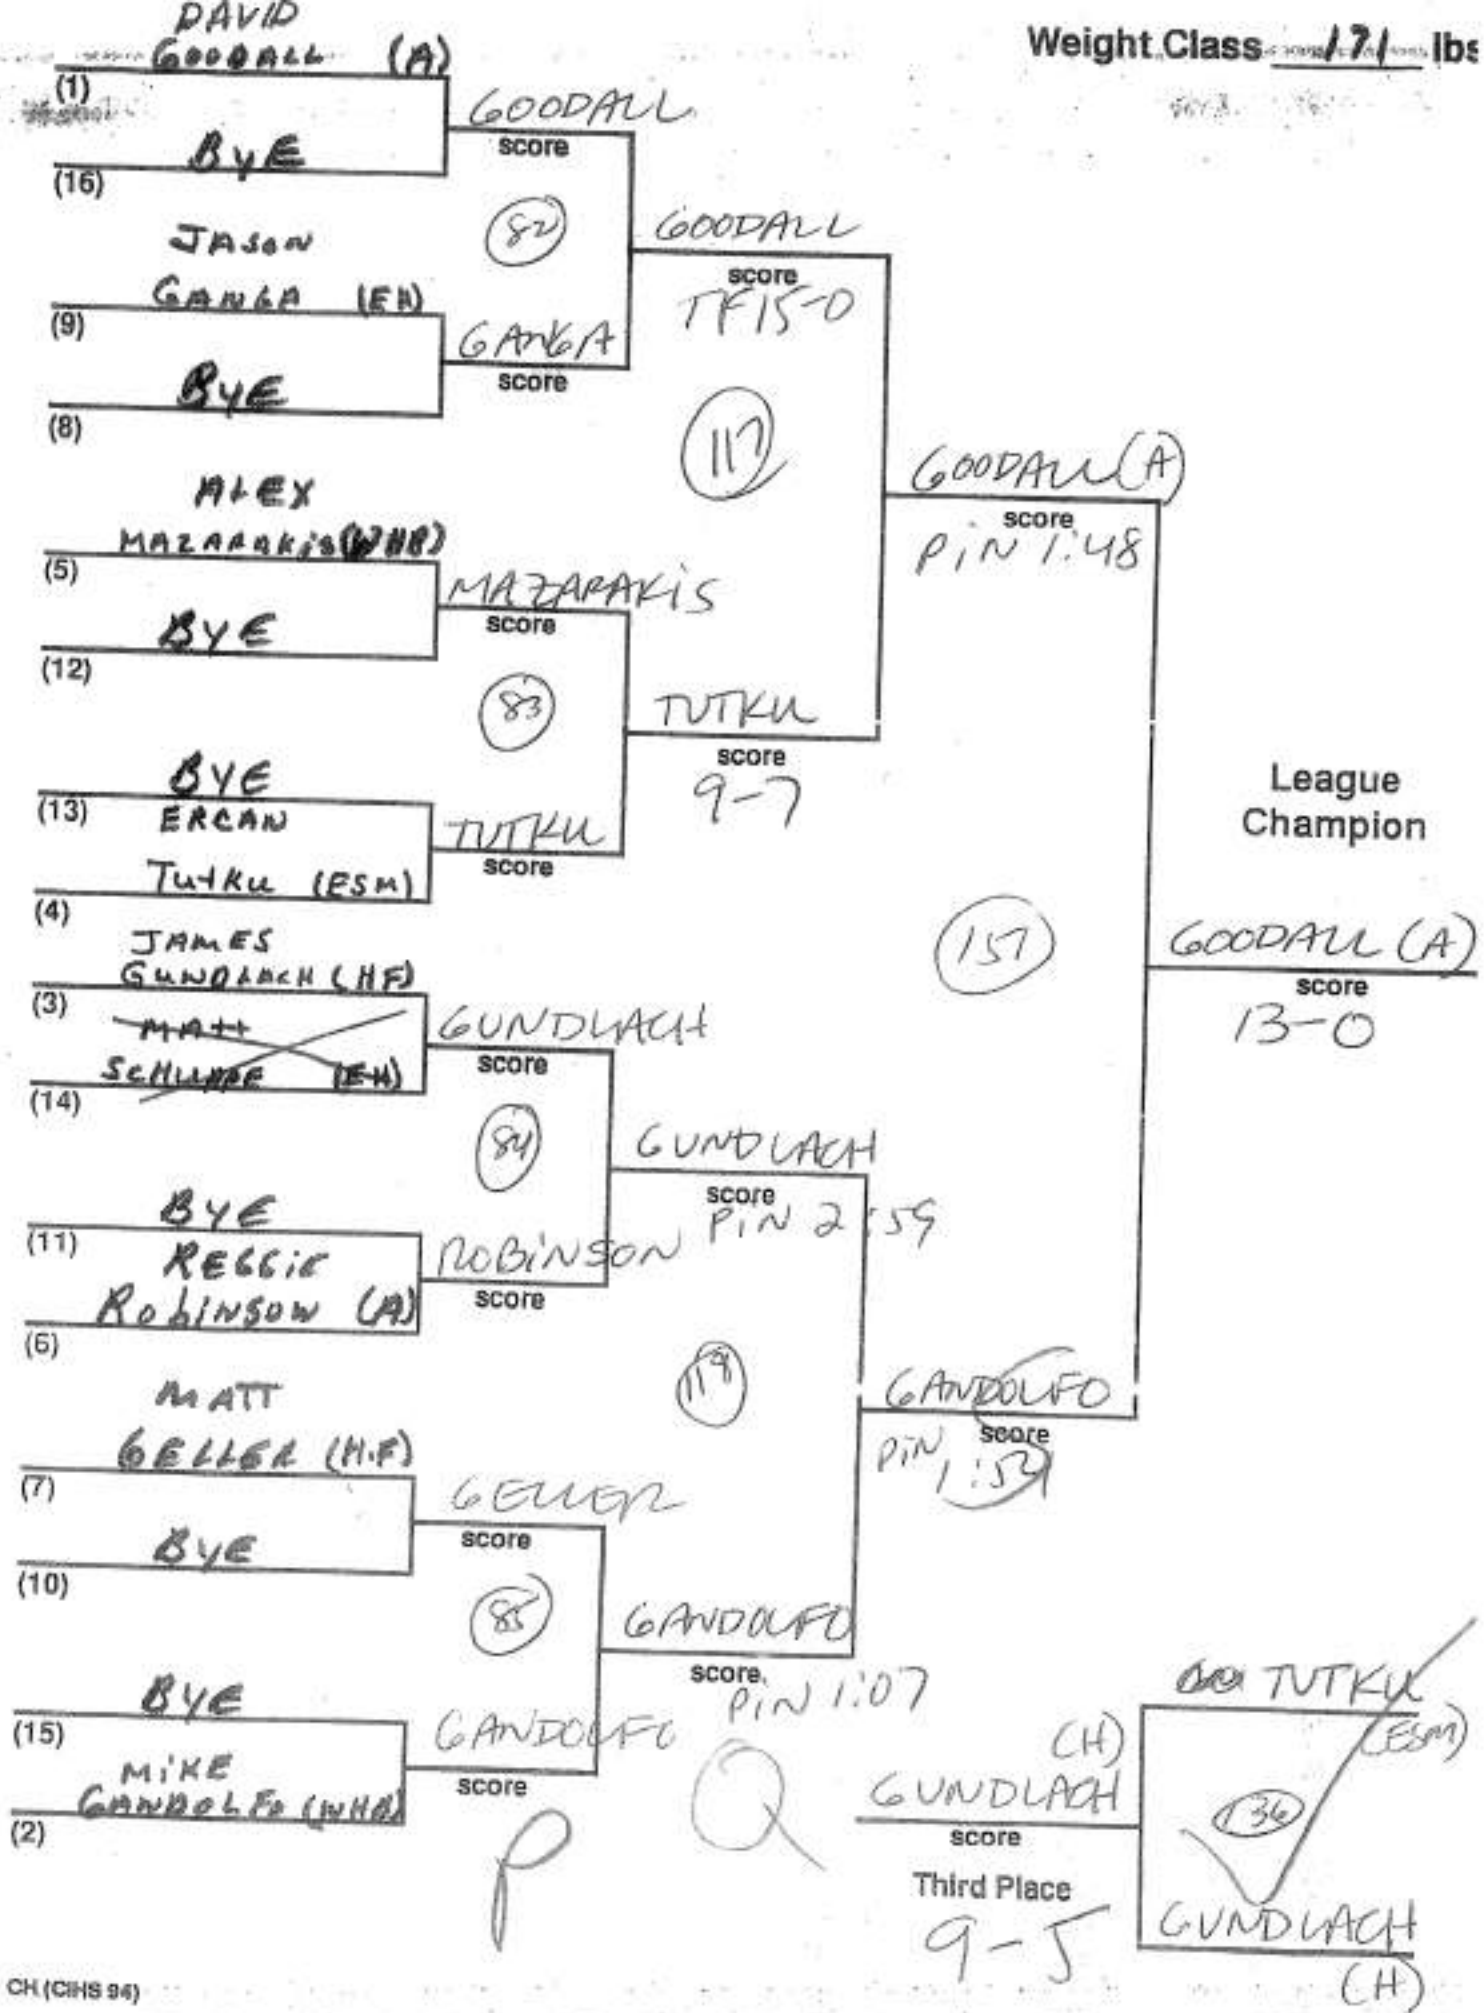 Weight Class 171 lbs
DAVID
GOODALL (A)
(1)
GOODALL
score
BYE
(16)
82
GOODALL
score
TF 15-0
JASON
GANGA (EH)
(9)
GANGA
score
BYE
(8)
117
GOODALL (A)
score
PIN 1:48
ALEX
MAZARAKIS (WHB)
(5)
MAZARAKIS
score
BYE
(12)
83
TUTKU
score
9-7
BYE
(13)
ERCAN
TUTKU
score
TutKu (ESM)
(4)
League
Champion
157
GOODALL (A)
score
13-0
JAMES
GUNDLACH (HF)
(3)
GUNDLACH
score
MATT
SCHUPPE (EH)
(14)
84
GUNDLACH
score
PIN 2:59
BYE
(11)
REGGIE
ROBINSON
score
ROBINSON (A)
(6)
119
GANDOLFO
score
PIN
MATT
GELLER (H.F)
(7)
GELLER
score
BYE
(10)
85
GANDOLFO
score
PIN 1:07
BYE
(15)
GANDOLFO
score
MIKE
GANDOLFO (WHB)
(2)
P
Q
TUTKU
(ESM)
(H)
GUNDLACH
score
136
Third Place
9-5
GUNDLACH
(H)
CH (CIHS 94)